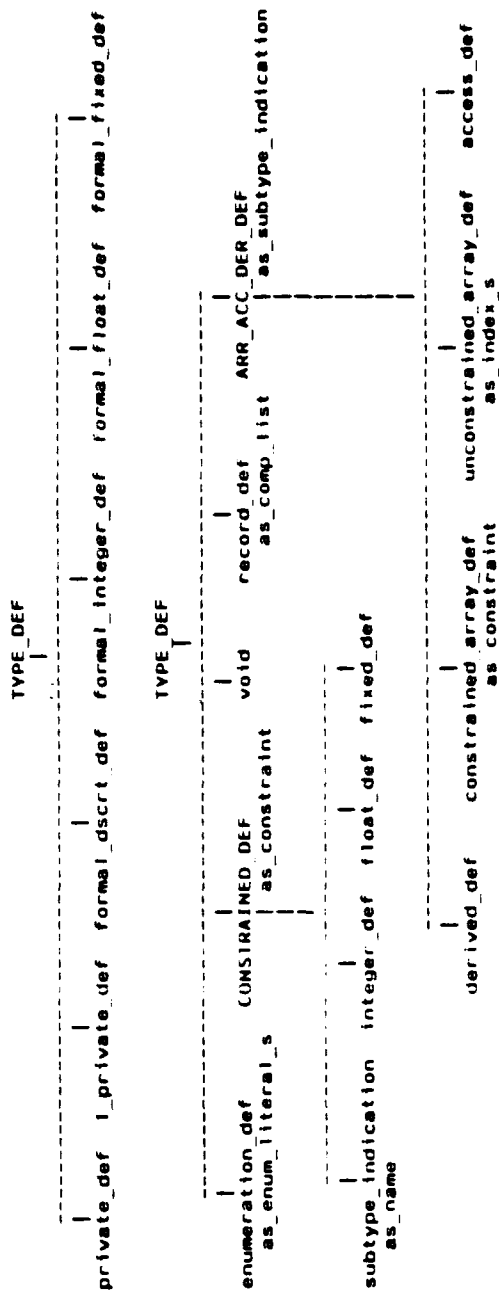 TYPE_DEF
private_def l_private_def formal_dscrt_def formal_integer_def formal_float_def formal_fixed_def
TYPE_DEF
enumeration_def CONSTRAINED_DEF void record_def ARR_ACC_DER_DEF
as_enum_literal_s as_constraint as_comp_list as_subtype_indication
subtype_indication integer_def float_def fixed_def
as_name
derived_def constrained_array_def unconstrained_array_def access_def
as_constraint as_index_s